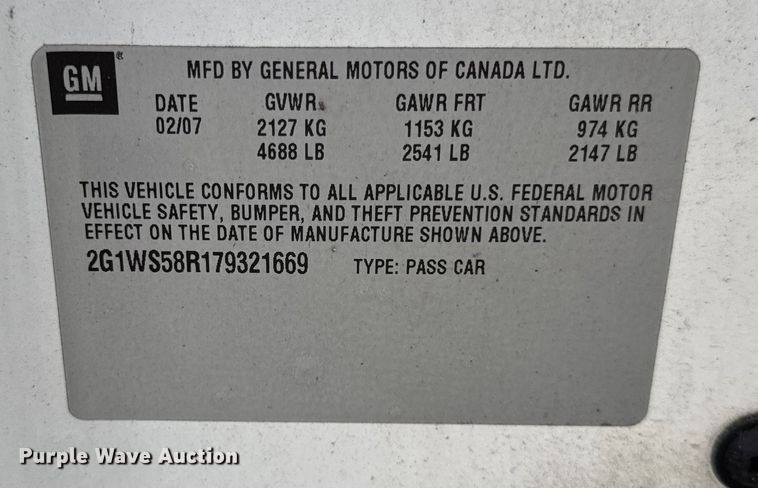 GM ®
MFD BY GENERAL MOTORS OF CANADA LTD.
DATE GVWR GAWR FRT GAWR RR
02/07 2127 KG 1153 KG 974 KG
4688 LB 2541 LB 2147 LB
THIS VEHICLE CONFORMS TO ALL APPLICABLE U.S. FEDERAL MOTOR
VEHICLE SAFETY, BUMPER, AND THEFT PREVENTION STANDARDS IN
EFFECT ON THE DATE OF MANUFACTURE SHOWN ABOVE.
2G1WS58R179321669 TYPE: PASS CAR
Purple Wave Auction